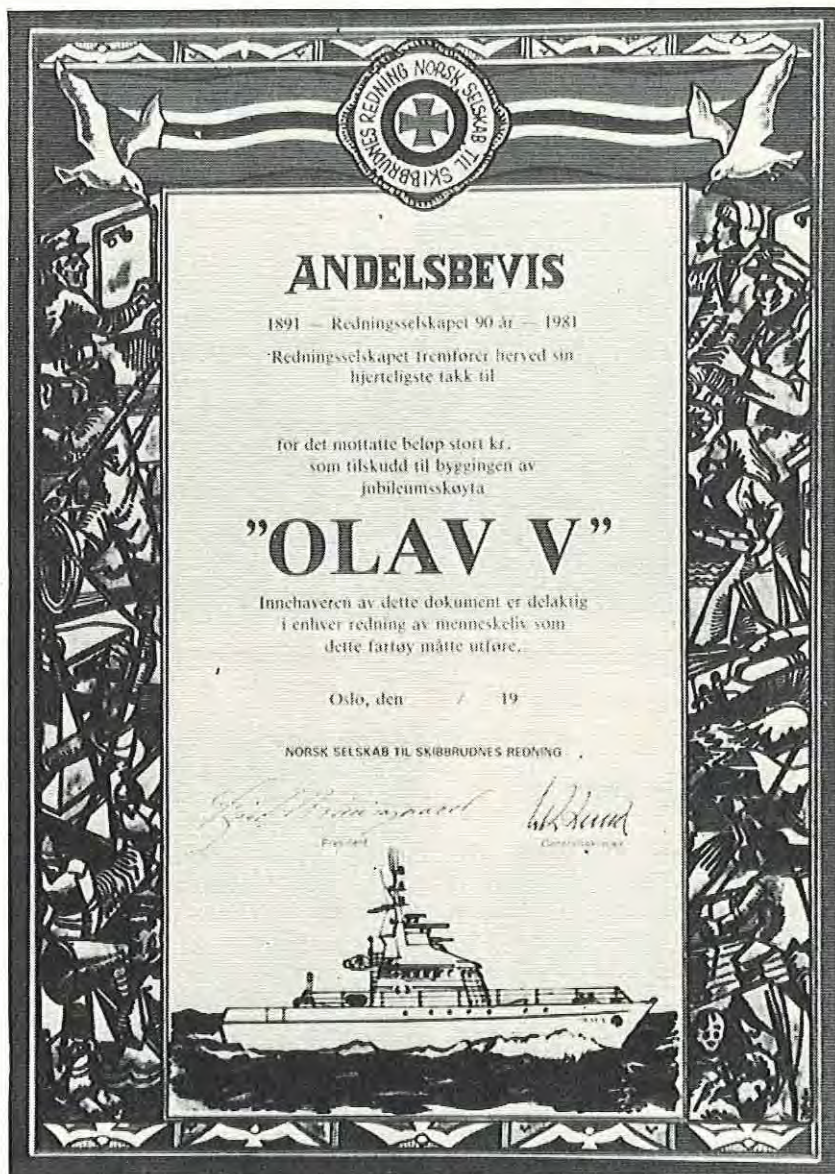 NORSK SELSKAB TIL SKIBBRUDNES REDNING
ANDELSBEVIS
1891 — Redningsselskapet 90 år — 1981
Redningsselskapet fremfører herved sin
hjerteligste takk til
for det mottatte beløp stort kr.
som tilskudd til byggingen av
jubileumsskøyta
"OLAV V"
Innehaveren av dette dokument er delaktig
i enhver redning av menneskeliv som
dette fartøy måtte utføre.
Oslo, den / 19
NORSK SELSKAB TIL SKIBBRUDNES REDNING
President Generalsekretær